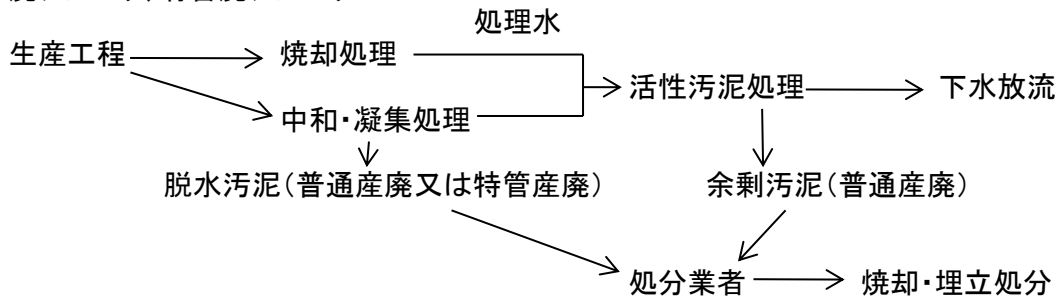 処理水
生産工程
焼却処理
活性汚泥処理
下水放流
中和・凝集処理
脱水汚泥(普通産廃又は特管産廃)
余剰汚泥(普通産廃)
処分業者
焼却・埋立処分